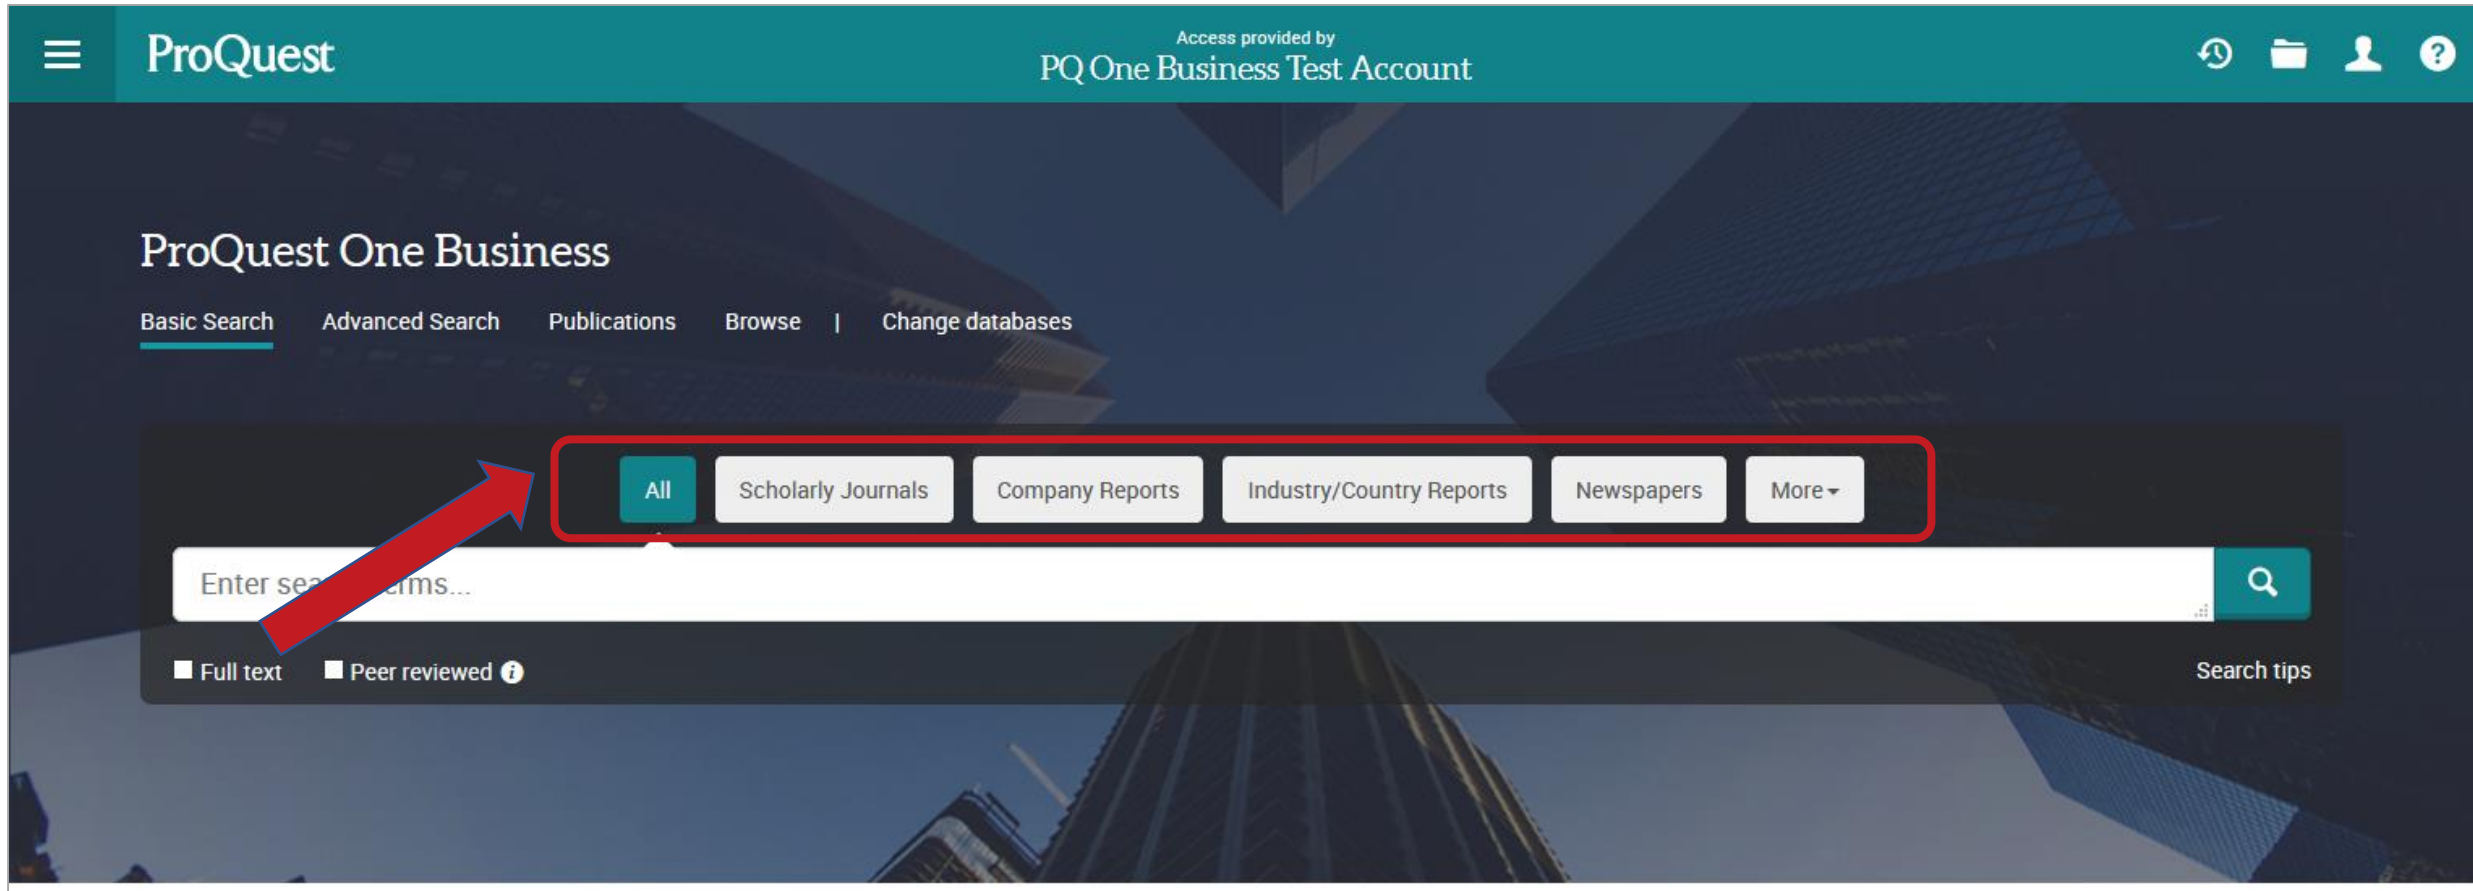 ProQuest
Access provided by
PQ One Business Test Account
ProQuest One Business
Basic Search Advanced Search Publications Browse | Change databases
All Scholarly Journals Company Reports Industry/Country Reports Newspapers More
Enter
Full text Peer reviewed Search tips